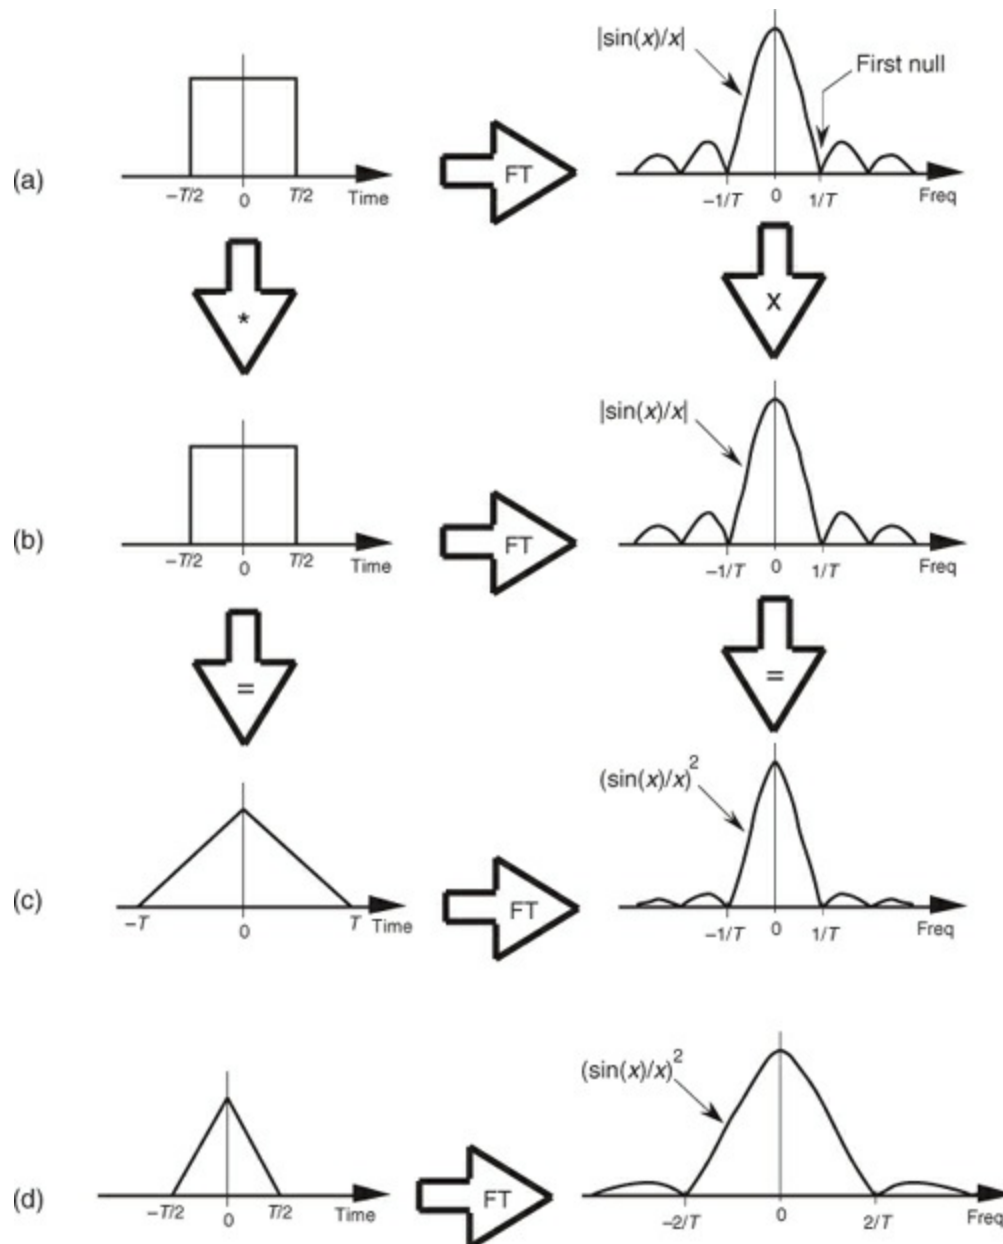 (a)
−T/2
0
T/2
Time
FT
|sin(x)/x|
First null
−1/T
0
1/T
Freq
*
x
(b)
−T/2
0
T/2
Time
FT
|sin(x)/x|
−1/T
0
1/T
Freq
=
=
(c)
−T
0
T
Time
FT
(sin(x)/x)²
−1/T
0
1/T
Freq
(d)
−T/2
0
T/2
Time
FT
(sin(x)/x)²
−2/T
0
2/T
Freq